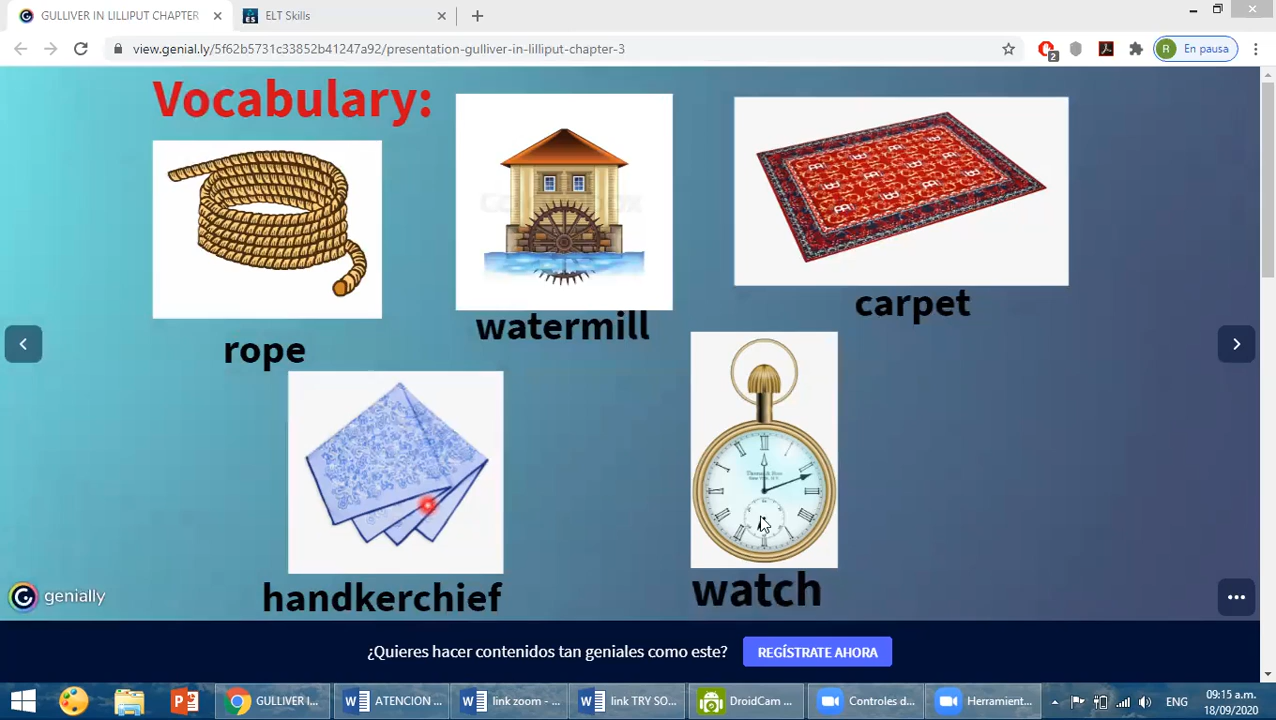 GULLIVER IN LILLIPUT CHAPTER
ELT Skills
view.genial.ly/5f62b5731c33852b41247a92/presentation-gulliver-in-lilliput-chapter-3
2
R En pausa
Vocabulary:
rope
watermill
carpet
handkerchief
watch
genially
¿Quieres hacer contenidos tan geniales como este? REGÍSTRATE AHORA
GULLIVER I...
ATENCION ...
link zoom - ...
link TRY SO...
DroidCam ...
Controles d...
Herramient...
ENG
09:15 a.m.
18/09/2020